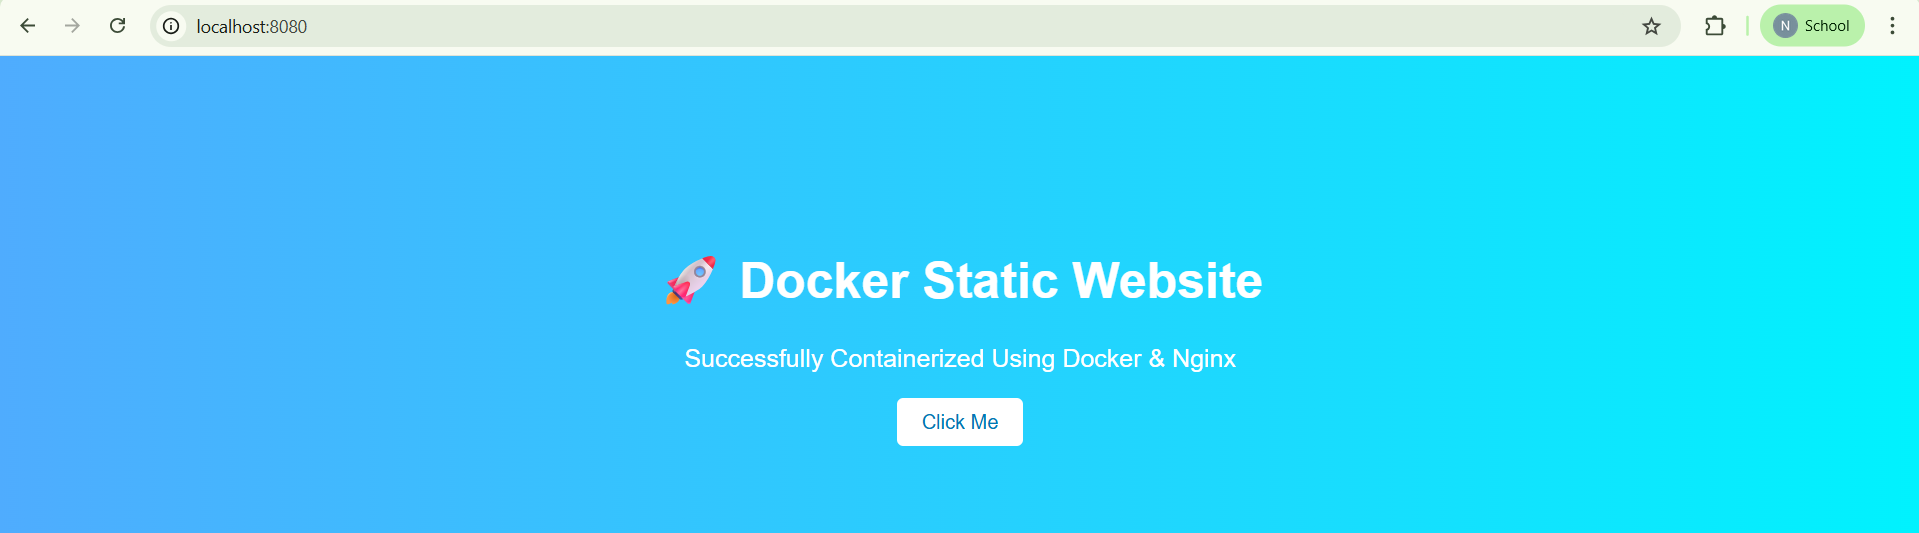 localhost:8080
N School
🚀 Docker Static Website
Successfully Containerized Using Docker & Nginx
Click Me